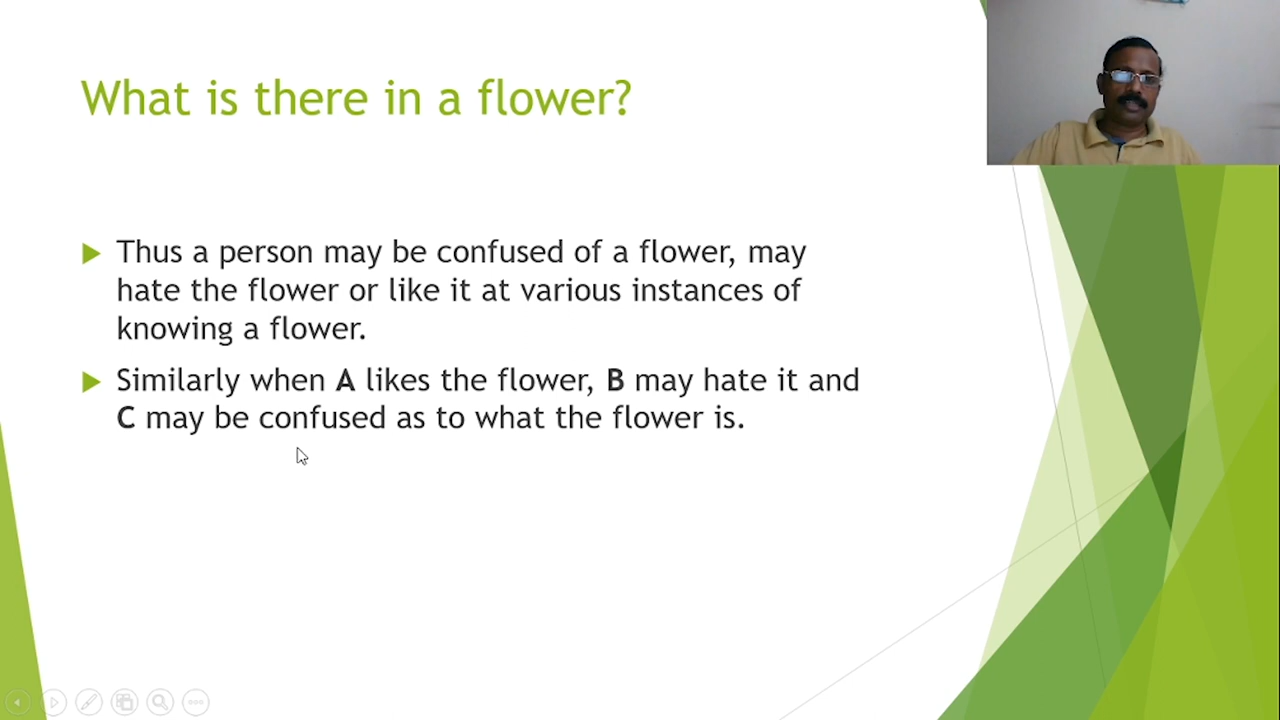 What is there in a flower?
Thus a person may be confused of a flower, may
hate the flower or like it at various instances of
knowing a flower.
Similarly when A likes the flower, B may hate it and
C may be confused as to what the flower is.